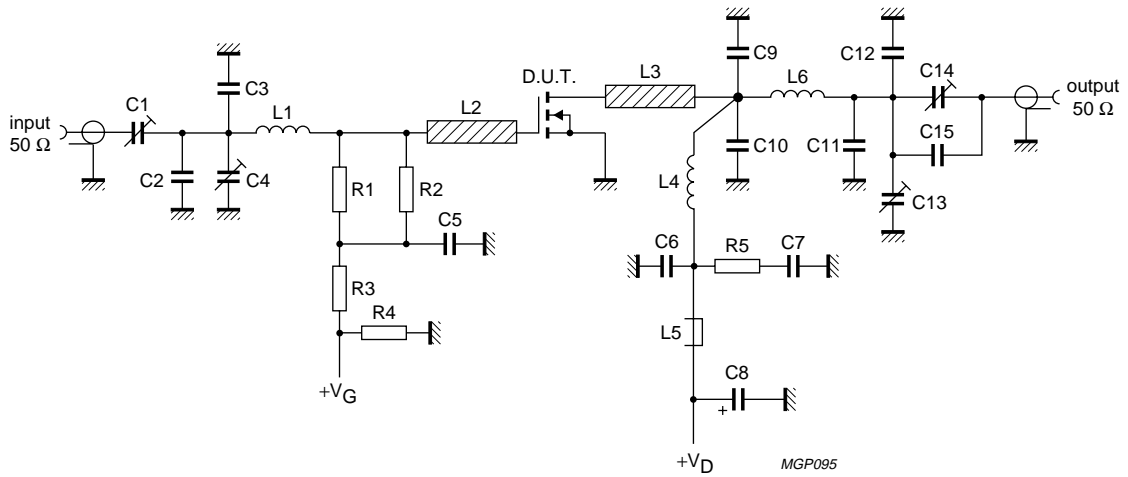 C9
C12
L3
L6
C14
output
50 Ω
D.U.T.
C3
L1
L2
C1
input
50 Ω
C2
C4
R1
R2
C5
R3
R4
+VG
C10
C11
C15
C13
L4
C6
R5
C7
L5
C8
+
+VD
MGP095